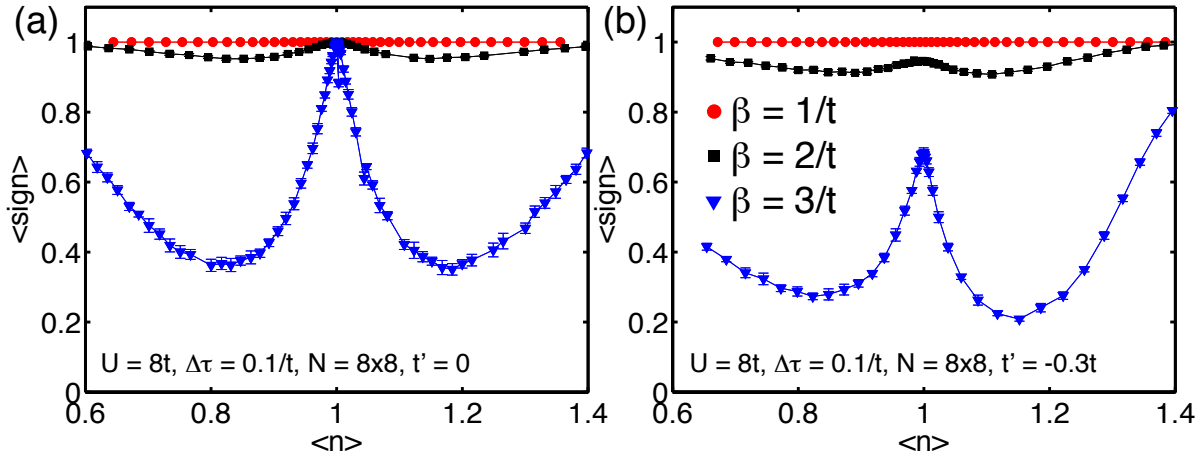 (a)
<sign>
1
0.8
0.6
0.4
0.2
0
U = 8t, Δτ = 0.1/t, N = 8x8, t' = 0
0.6 0.8 1 1.2 1.4
<n>
(b)
<sign>
1
0.8
0.6
0.4
0.2
0
β = 1/t
β = 2/t
β = 3/t
U = 8t, Δτ = 0.1/t, N = 8x8, t' = -0.3t
0.6 0.8 1 1.2 1.4
<n>